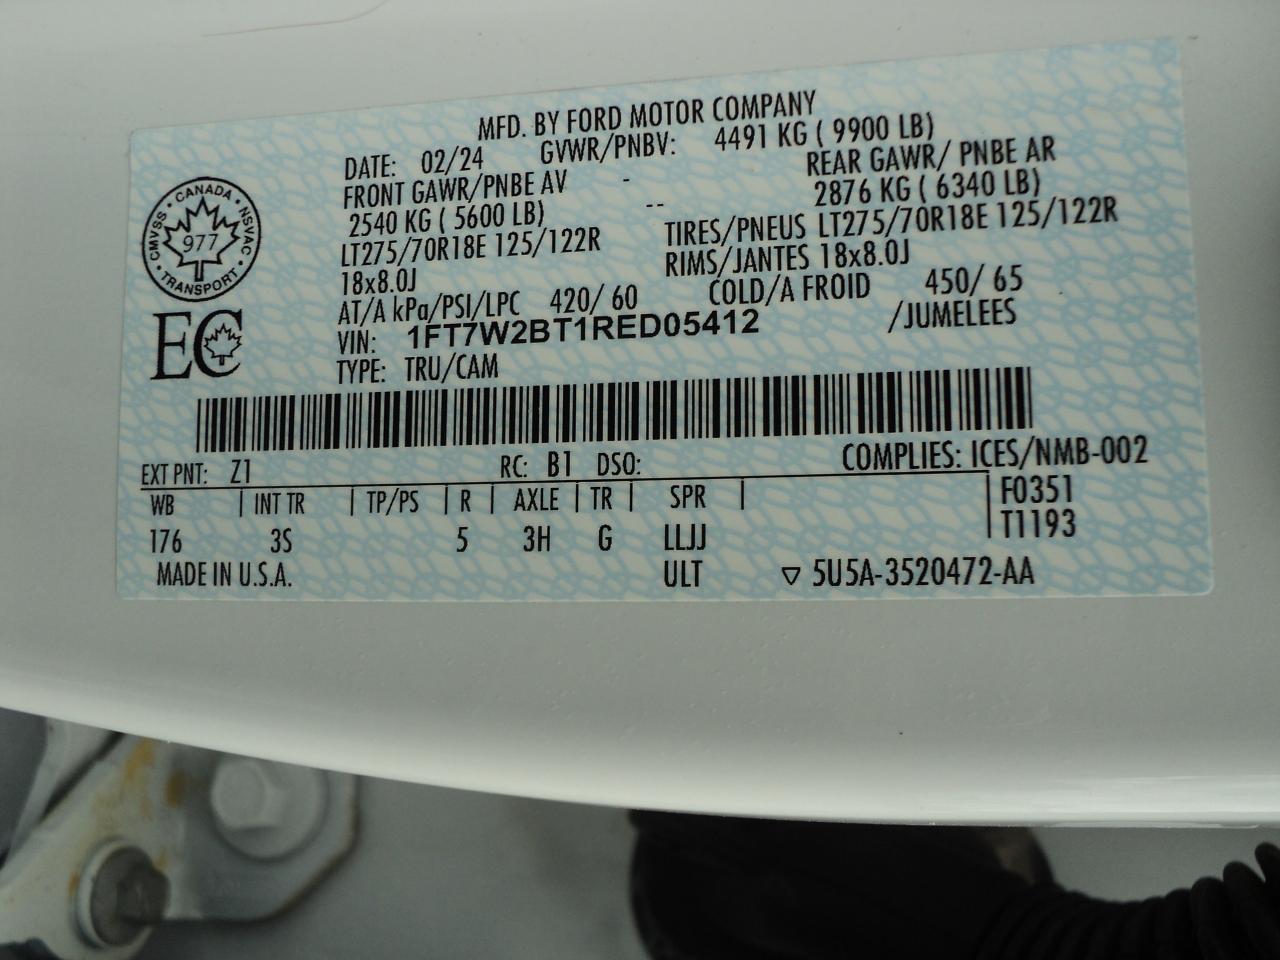 MFD. BY FORD MOTOR COMPANY
DATE: 02/24 GVWR/PNBV: 4491 KG ( 9900 LB)
FRONT GAWR/PNBE AV - REAR GAWR/ PNBE AR
2540 KG ( 5600 LB) -- 2876 KG ( 6340 LB)
LT275/70R18E 125/122R TIRES/PNEUS LT275/70R18E 125/122R
18x8.0J RIMS/JANTES 18x8.0J
AT/A kPa/PSI/LPC 420/ 60 COLD/A FROID 450/ 65
VIN: 1FT7W2BT1RED05412 /JUMELEES
TYPE: TRU/CAM
CANADA
CMVSS • NSVAC
977
TRANSPORT
EC
EXT PNT: Z1 RC: B1 DSO: COMPLIES: ICES/NMB-002
WB | INT TR | TP/PS | R | AXLE | TR | SPR | F0351
176 3S 5 3H G LLJJ T1193
MADE IN U.S.A. ULT ▽ 5U5A-3520472-AA